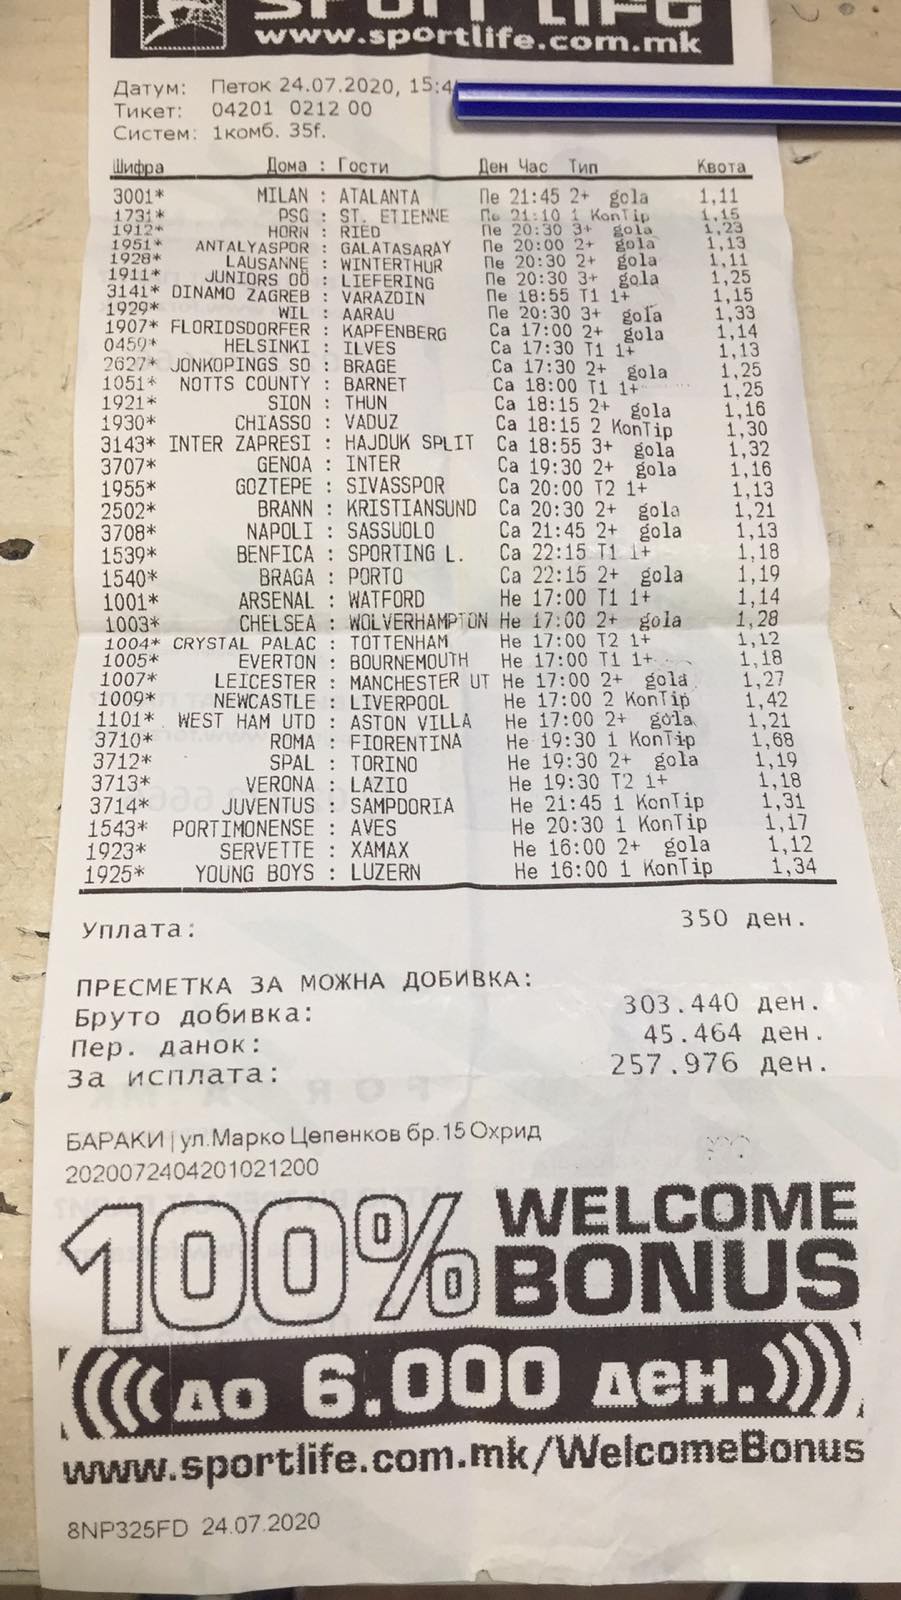 SPORT LIFE
www.sportlife.com.mk
Датум: Петок 24.07.2020, 15:4
Тикет: 04201 0212 00
Систем: 1комб. 35f.
Шифра Дома : Гости Ден Час Тип Квота
3001* MILAN : ATALANTA Пе 21:45 2+ gola 1,11
1731* PSG : ST. ETIENNE Пе 21:10 1 KonTip 1,15
1912* HORN : RIED Пе 20:30 3+ gola 1,23
1951* ANTALYASPOR : GALATASARAY Пе 20:00 2+ gola 1,13
1928* LAUSANNE : WINTERTHUR Пе 20:30 2+ gola 1,11
1911* JUNIORS OÖ : LIEFERING Пе 20:30 3+ gola 1,25
3141* DINAMO ZAGREB : VARAZDIN Пе 18:55 T1 1+ 1,15
1929* WIL : AARAU Пе 20:30 3+ gola 1,33
1907* FLORIDSDORFER : KAPFENBERG Са 17:00 2+ gola 1,14
0459* HELSINKI : ILVES Са 17:30 T1 1+ 1,13
2627* JONKOPINGS SO : BRAGE Са 17:30 2+ gola 1,25
1051* NOTTS COUNTY : BARNET Са 18:00 T1 1+ 1,25
1921* SION : THUN Са 18:15 2+ gola 1,16
1930* CHIASSO : VADUZ Са 18:15 2 KonTip 1,30
3143* INTER ZAPRESI : HAJDUK SPLIT Са 18:55 3+ gola 1,32
3707* GENOA : INTER Са 19:30 2+ gola 1,16
1955* GOZTEPE : SIVASSPOR Са 20:00 T2 1+ 1,13
2502* BRANN : KRISTIANSUND Са 20:30 2+ gola 1,21
3708* NAPOLI : SASSUOLO Са 21:45 2+ gola 1,13
1539* BENFICA : SPORTING L. Са 22:15 T1 1+ 1,18
1540* BRAGA : PORTO Са 22:15 2+ gola 1,19
1001* ARSENAL : WATFORD Не 17:00 T1 1+ 1,14
1003* CHELSEA : WOLVERHAMPTON Не 17:00 2+ gola 1,28
1004* CRYSTAL PALAC : TOTTENHAM Не 17:00 T2 1+ 1,12
1005* EVERTON : BOURNEMOUTH Не 17:00 T1 1+ 1,18
1007* LEICESTER : MANCHESTER UT Не 17:00 2+ gola 1,27
1009* NEWCASTLE : LIVERPOOL Не 17:00 2 KonTip 1,42
1101* WEST HAM UTD : ASTON VILLA Не 17:00 2+ gola 1,21
3710* ROMA : FIORENTINA Не 19:30 1 KonTip 1,68
3712* SPAL : TORINO Не 19:30 2+ gola 1,19
3713* VERONA : LAZIO Не 19:30 T2 1+ 1,18
3714* JUVENTUS : SAMPDORIA Не 21:45 1 KonTip 1,31
1543* PORTIMONENSE : AVES Не 20:30 1 KonTip 1,17
1923* SERVETTE : XAMAX Не 16:00 2+ gola 1,12
1925* YOUNG BOYS : LUZERN Не 16:00 1 KonTip 1,34
Уплата: 350 ден.
ПРЕСМЕТКА ЗА МОЖНА ДОБИВКА:
Бруто добивка: 303.440 ден.
Пер. данок: 45.464 ден.
За исплата: 257.976 ден.
БАРАКИ | ул.Марко Цепенков бр.15 Охрид
2020072404201021200
100% WELCOME BONUS
до 6.000 ден.
www.sportlife.com.mk/WelcomeBonus
8NP325FD 24.07.2020